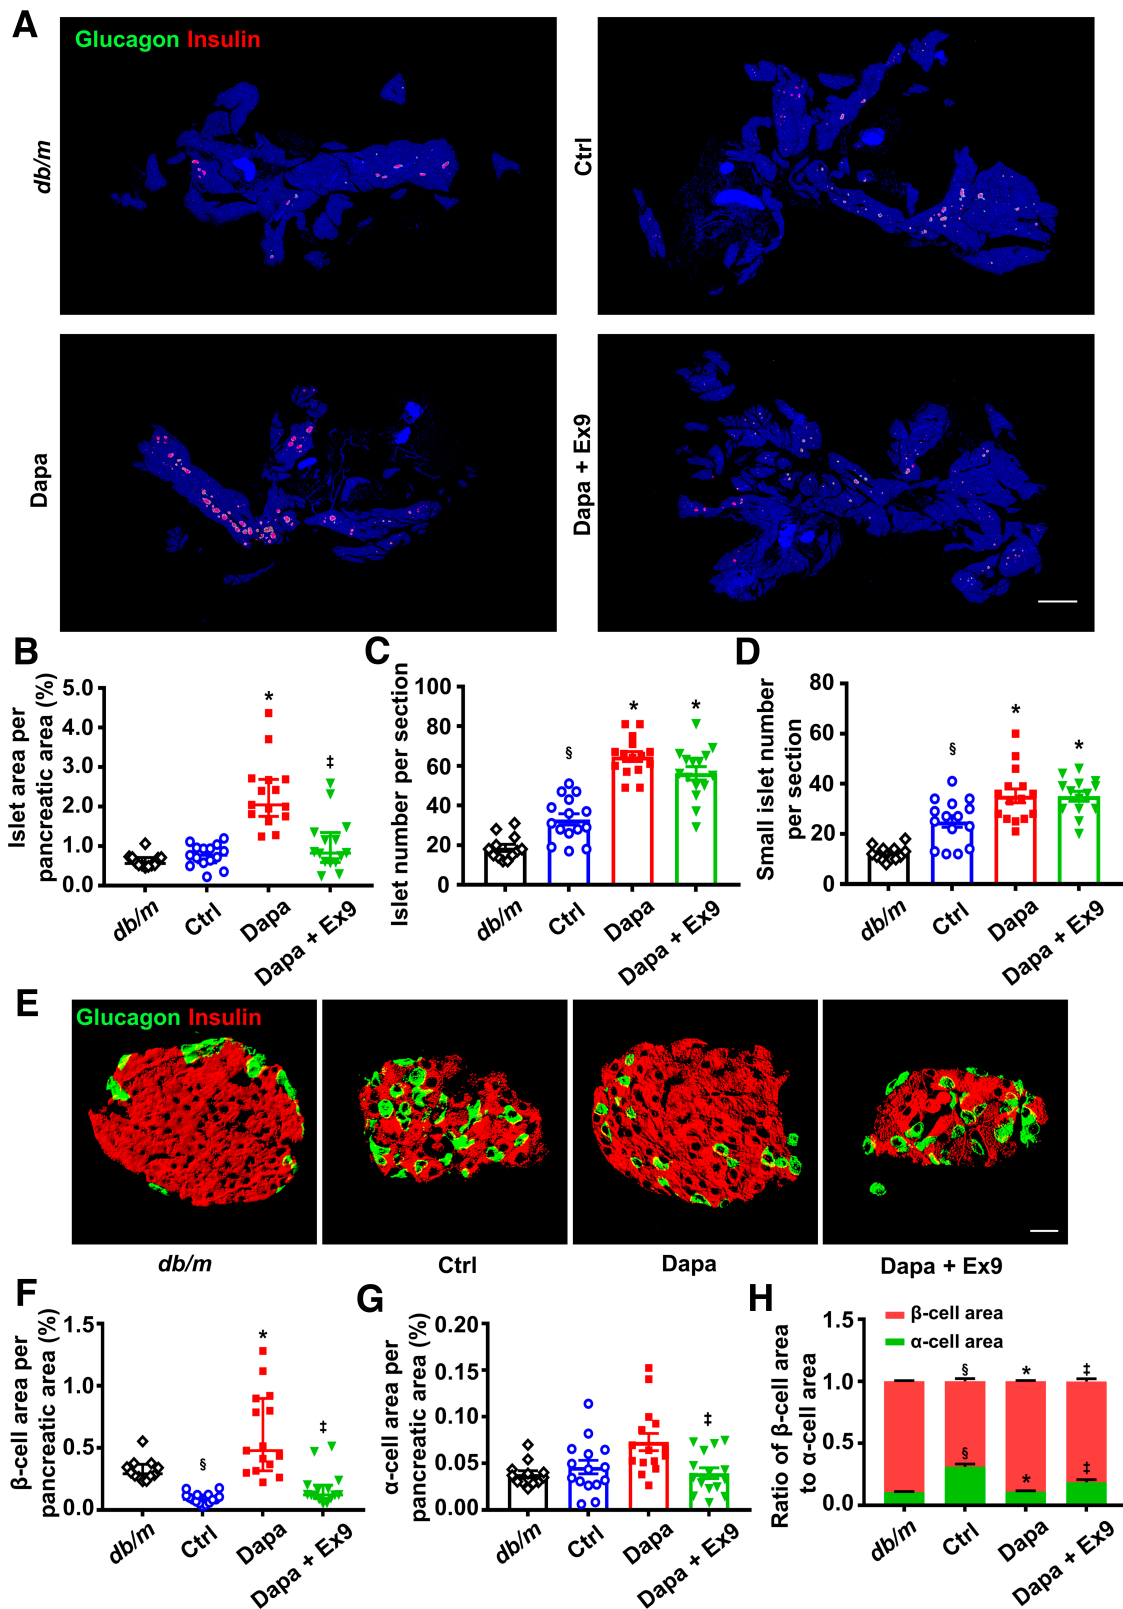 A
Glucagon Insulin
db/m
Ctrl
Dapa
Dapa + Ex9
B
Islet area per
pancreatic area (%)
5.0
4.0
3.0
2.0
1.0
0.0
*
‡
db/m
Ctrl
Dapa
Dapa + Ex9
C
Islet number per section
100
80
60
40
20
0
§
*
*
db/m
Ctrl
Dapa
Dapa + Ex9
D
Small islet number
per section
80
60
40
20
0
§
*
*
db/m
Ctrl
Dapa
Dapa + Ex9
E
Glucagon Insulin
db/m
Ctrl
Dapa
Dapa + Ex9
F
β-cell area per
pancreatic area (%)
1.5
1.0
0.5
0.0
§
*
‡
db/m
Ctrl
Dapa
Dapa + Ex9
G
α-cell area per
pancreatic area (%)
0.20
0.15
0.10
0.05
0.00
‡
db/m
Ctrl
Dapa
Dapa + Ex9
H
Ratio of β-cell area
to α-cell area
1.5
1.0
0.5
0.0
β-cell area
α-cell area
§
*
‡
§
*
‡
db/m
Ctrl
Dapa
Dapa + Ex9